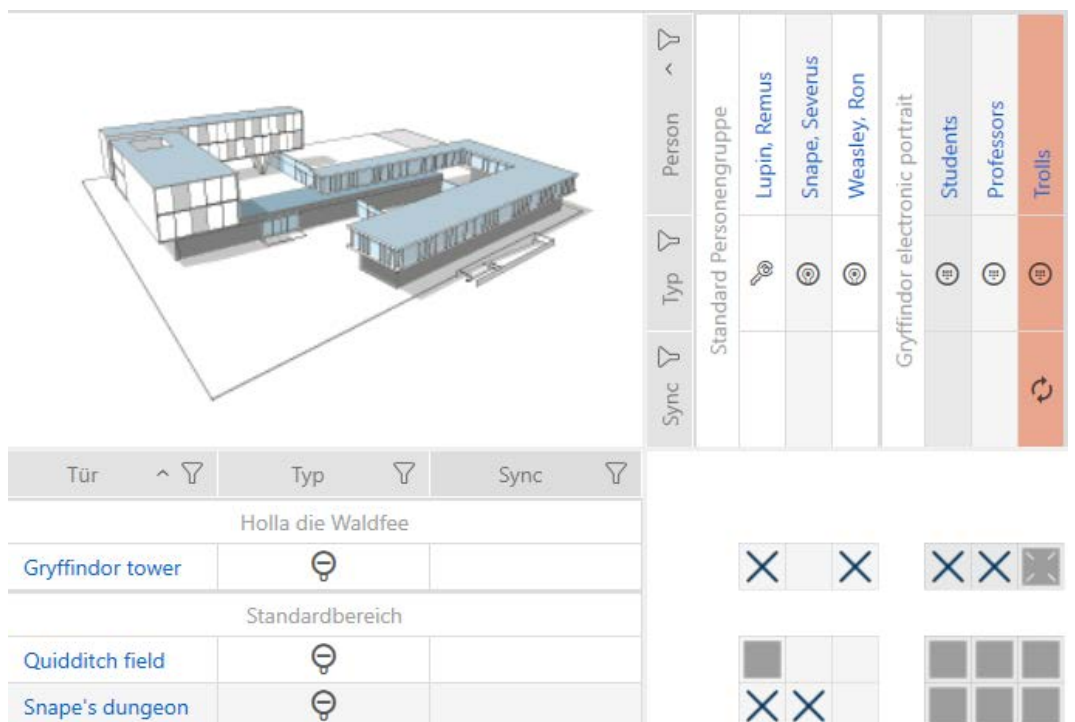 Person
Typ
Sync
Standard Personengruppe
Lupin, Remus
Snape, Severus
Weasley, Ron
Gryffindor electronic portrait
Students
Professors
Trolls
Tür
Typ
Sync
Holla die Waldfee
Gryffindor tower
Standardbereich
Quidditch field
Snape's dungeon